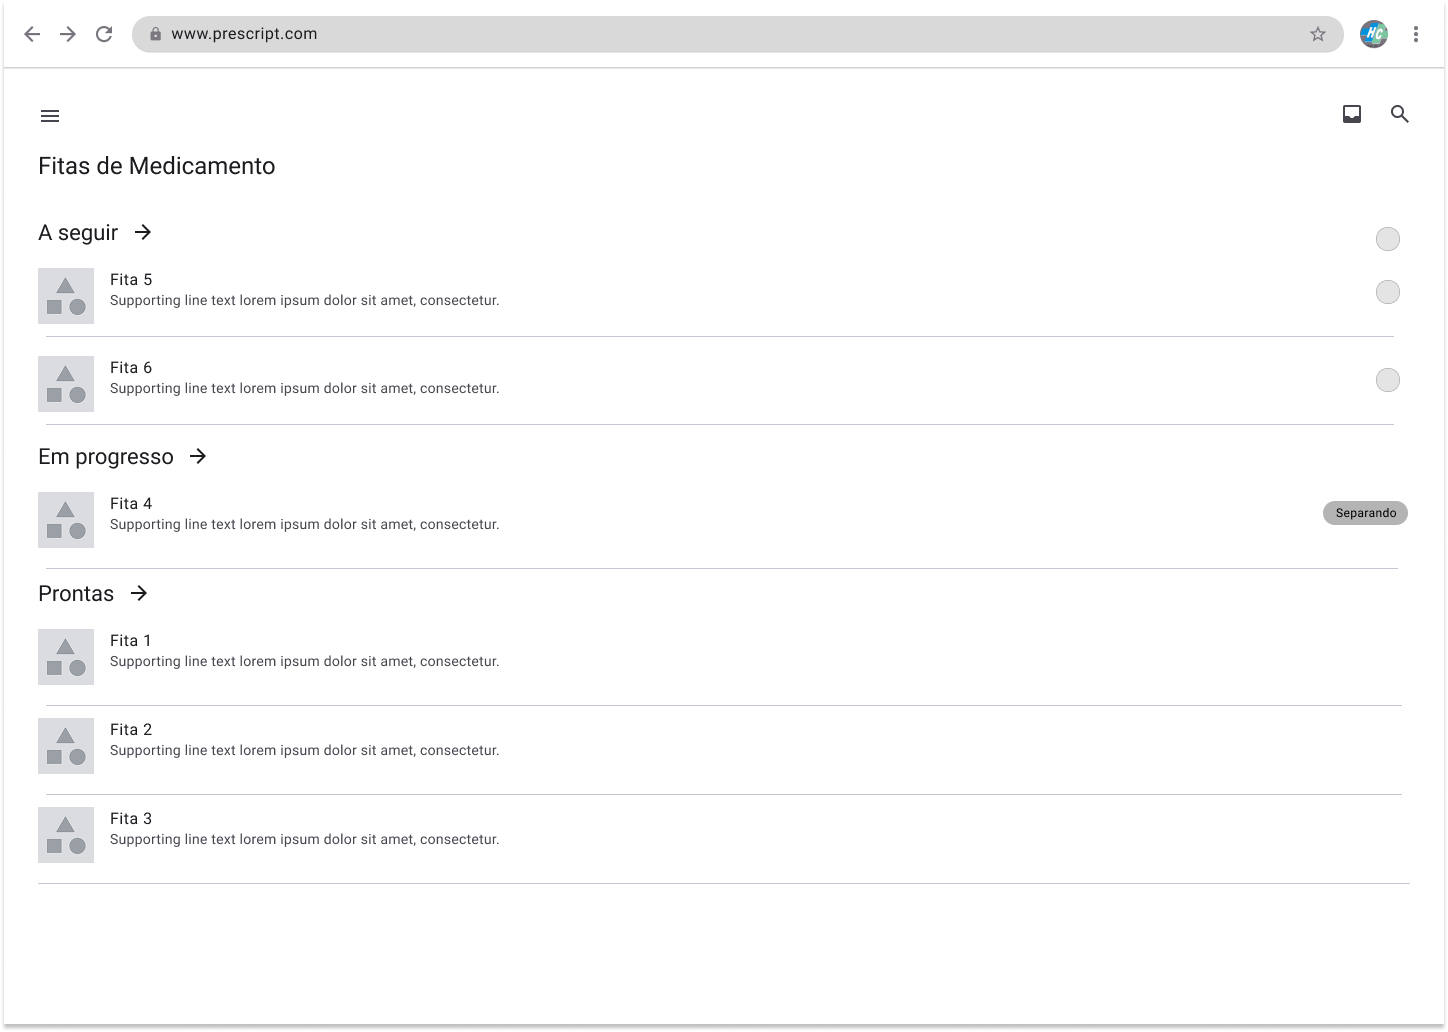 www.prescript.com
HC
Fitas de Medicamento
A seguir
Fita 5
Supporting line text lorem ipsum dolor sit amet, consectetur.
Fita 6
Supporting line text lorem ipsum dolor sit amet, consectetur.
Em progresso
Fita 4
Supporting line text lorem ipsum dolor sit amet, consectetur.
Separando
Prontas
Fita 1
Supporting line text lorem ipsum dolor sit amet, consectetur.
Fita 2
Supporting line text lorem ipsum dolor sit amet, consectetur.
Fita 3
Supporting line text lorem ipsum dolor sit amet, consectetur.